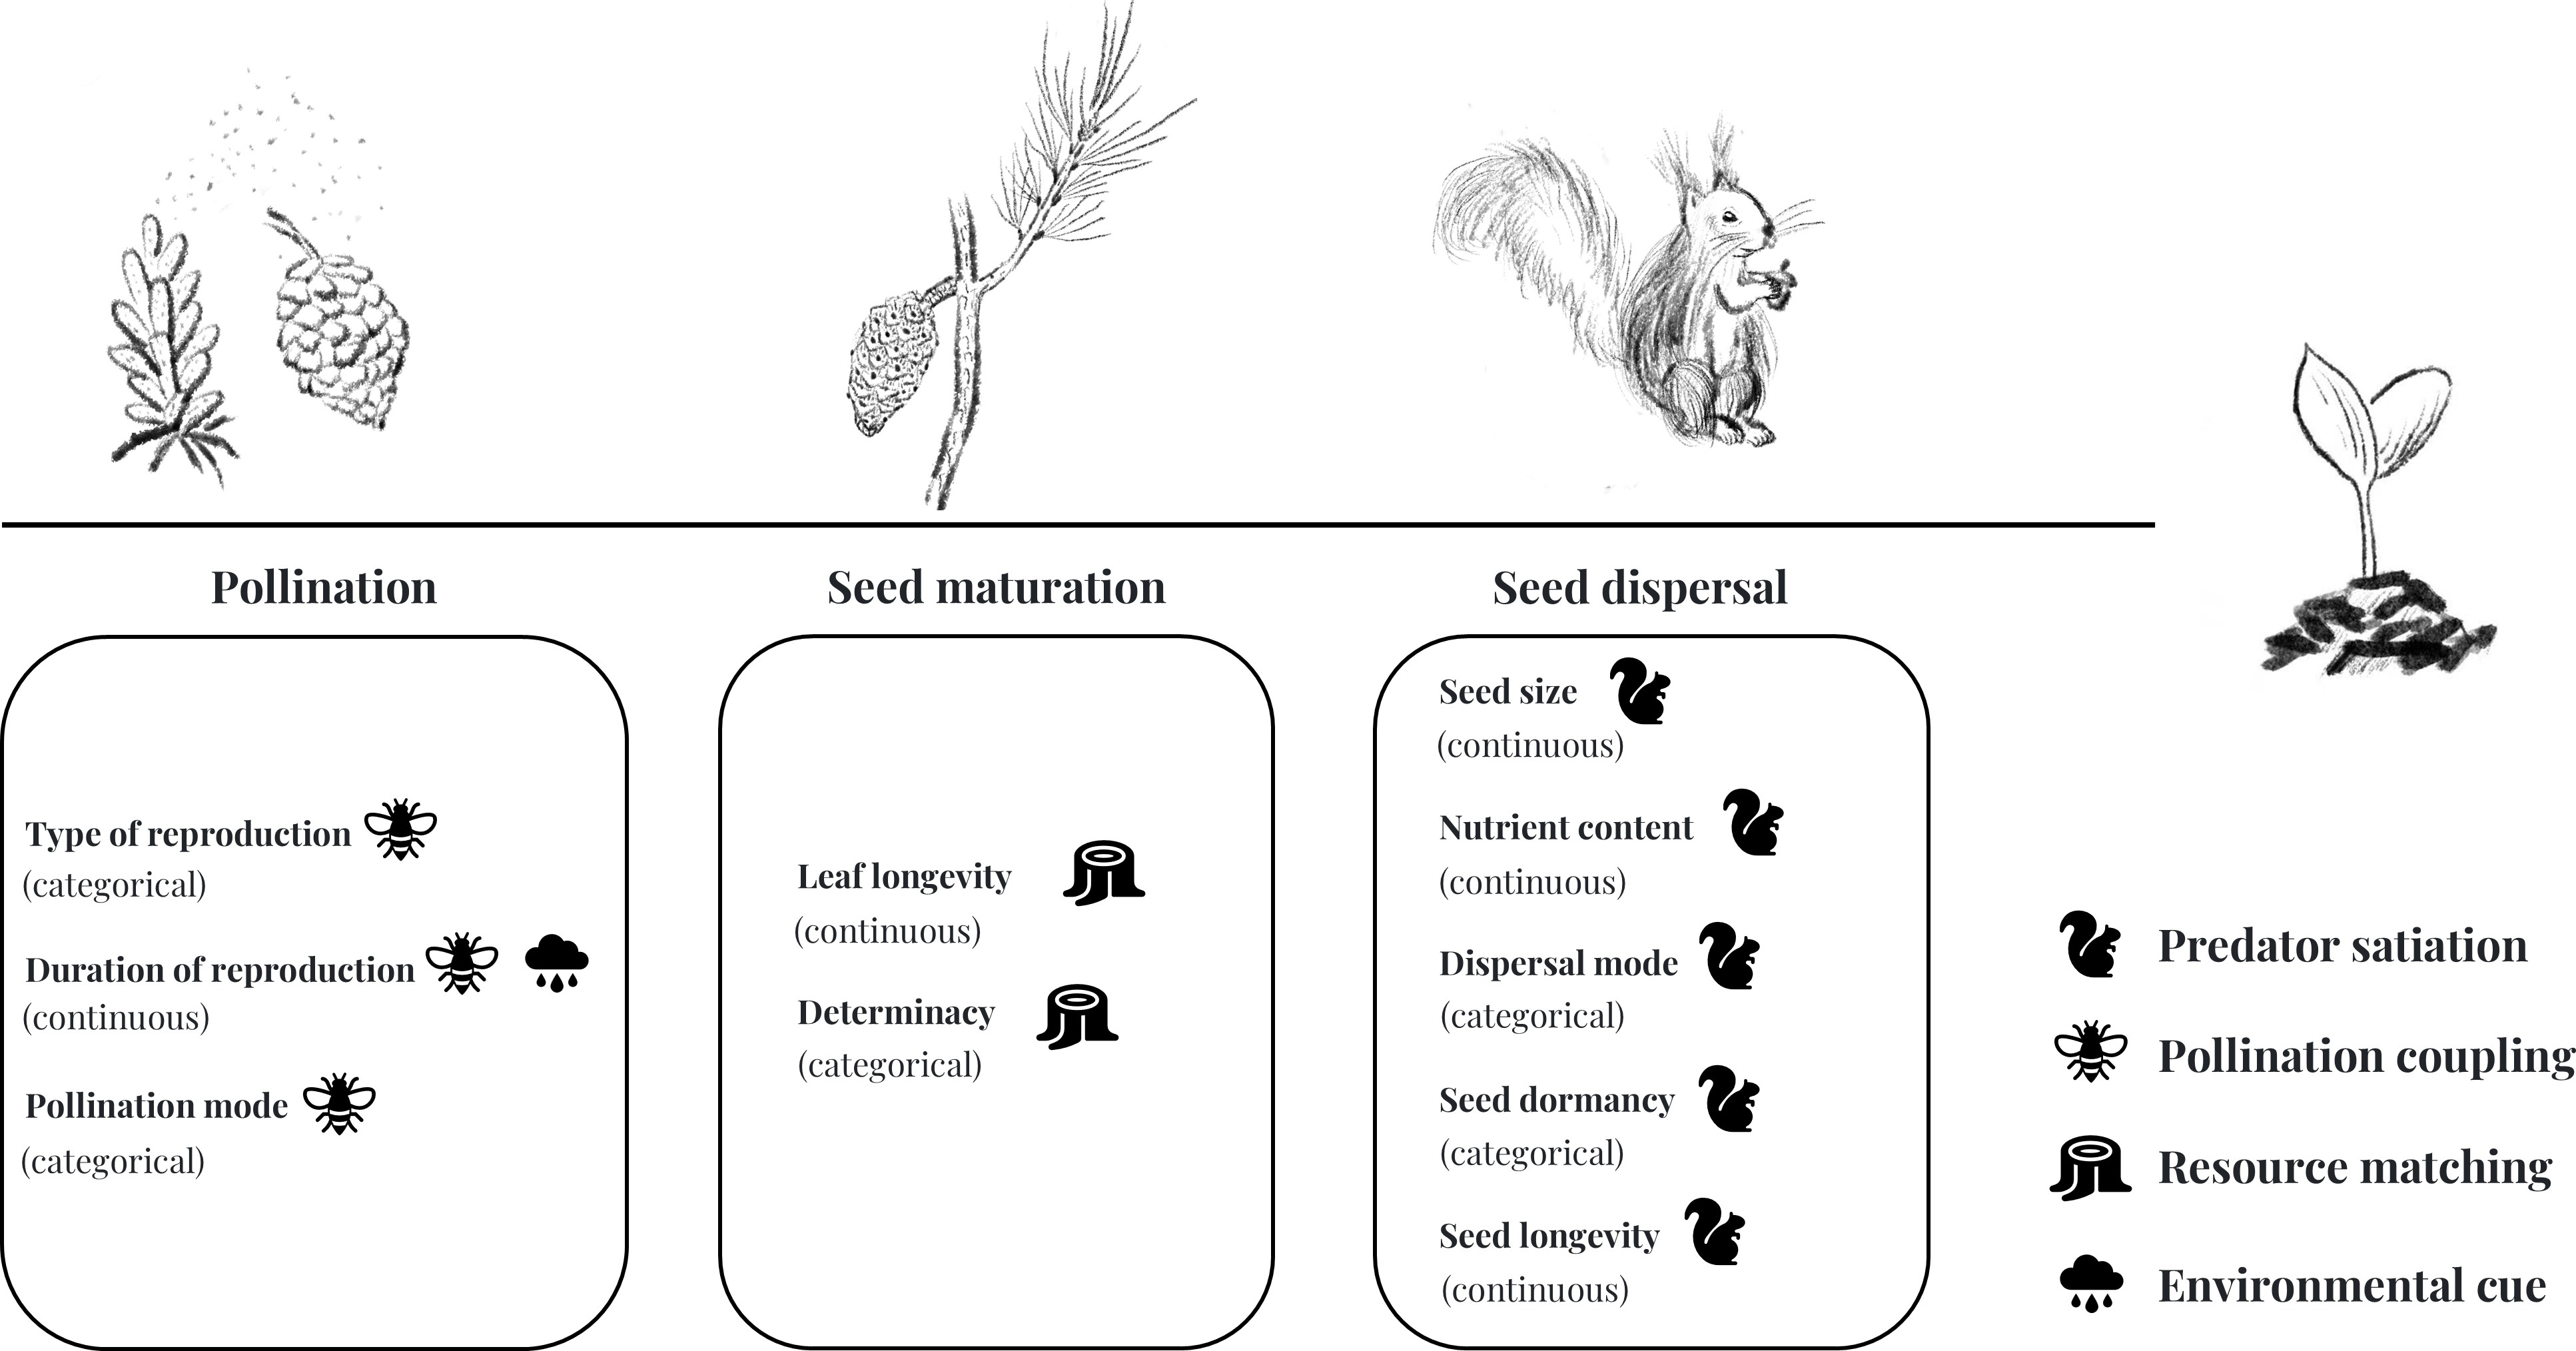 Pollination
Type of reproduction
(categorical)
Duration of reproduction
(continuous)
Pollination mode
(categorical)
Seed maturation
Leaf longevity
(continuous)
Determinacy
(categorical)
Seed dispersal
Seed size
(continuous)
Nutrient content
(continuous)
Dispersal mode
(categorical)
Seed dormancy
(categorical)
Seed longevity
(continuous)
Predator satiation
Pollination coupling
Resource matching
Environmental cue